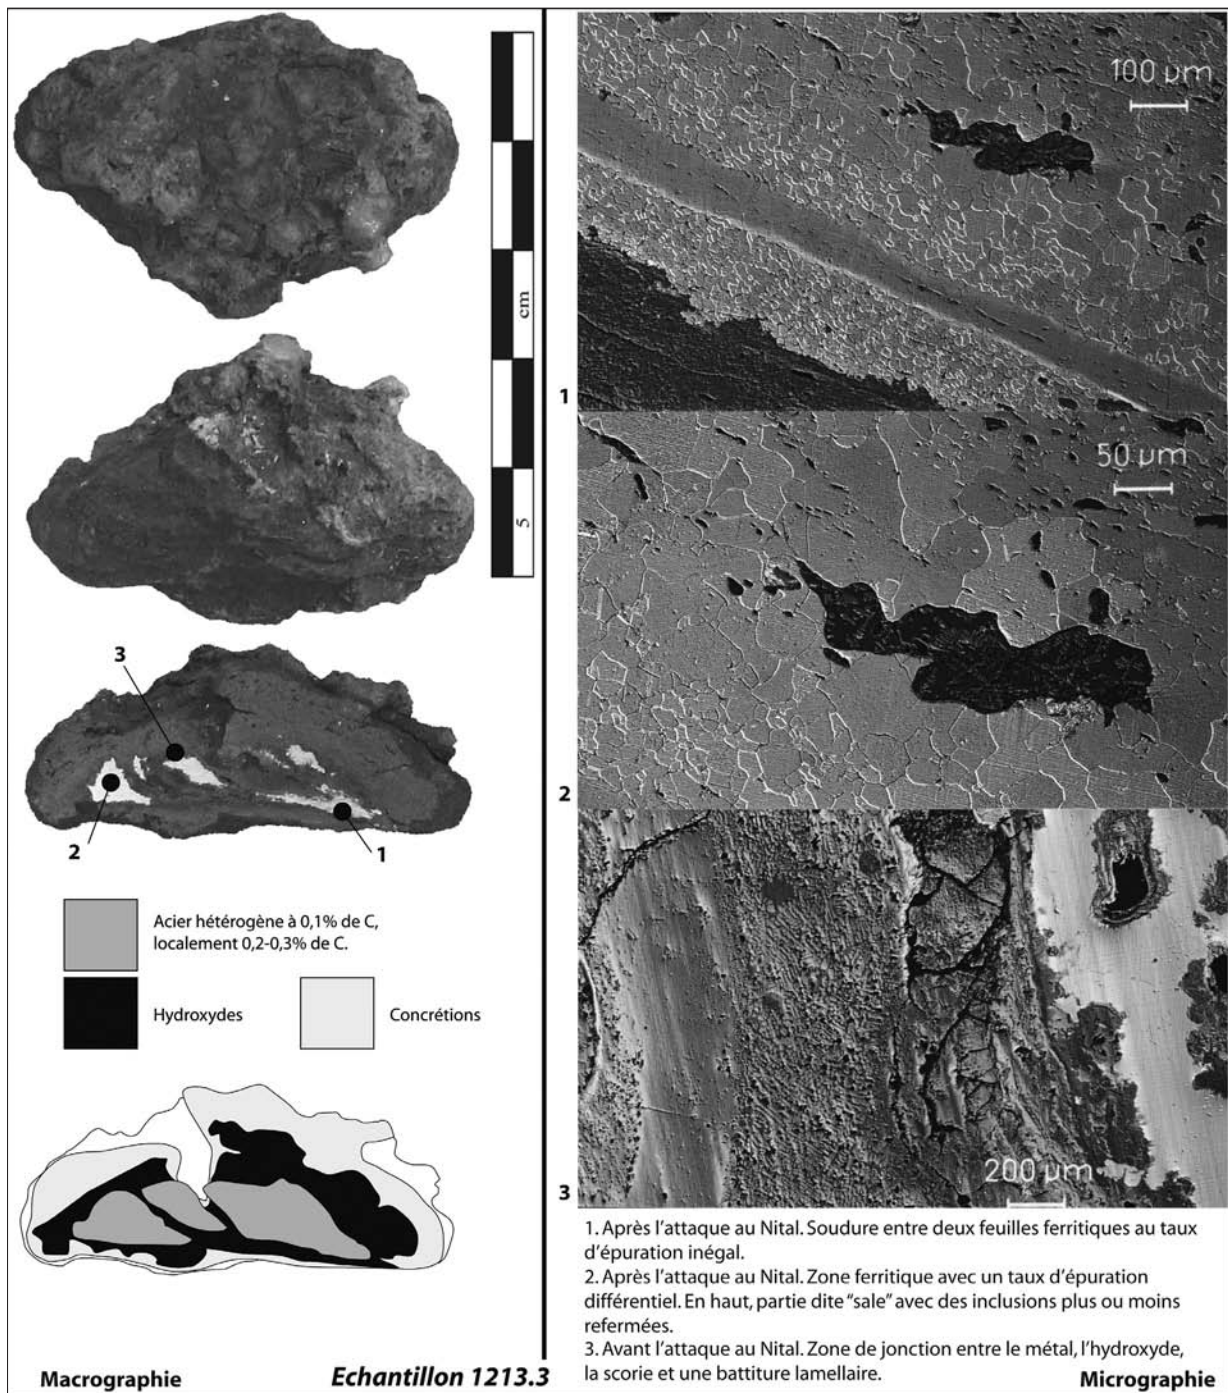 cm
5
3
2
1
Acier hétérogène à 0,1% de C,
localement 0,2-0,3% de C.
Hydroxydes
Concrétions
Macrographie
Echantillon 1213.3
100 µm
1
50 µm
2
200 µm
3
1. Après l'attaque au Nital. Soudure entre deux feuilles ferritiques au taux
d'épuration inégal.
2. Après l'attaque au Nital. Zone ferritique avec un taux d'épuration
différentiel. En haut, partie dite "sale" avec des inclusions plus ou moins
refermées.
3. Avant l'attaque au Nital. Zone de jonction entre le métal, l'hydroxyde,
la scorie et une battiture lamellaire.
Micrographie